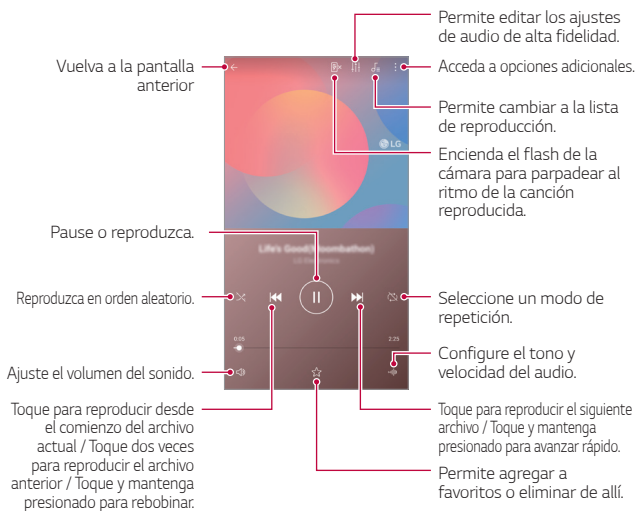 Permite editar los ajustes
de audio de alta fidelidad.
Vuelva a la pantalla
anterior
Acceda a opciones adicionales.
Permite cambiar a la lista
de reproducción.
Encienda el flash de la
cámara para parpadear al
ritmo de la canción
reproducida.
LG
Pause o reproduzca.
Life's Good(Moombathon)
LG Electronics
Reproduzca en orden aleatorio.
Seleccione un modo de
repetición.
0:05
2:25
Configure el tono y
velocidad del audio.
Ajuste el volumen del sonido.
Toque para reproducir desde
el comienzo del archivo
actual / Toque dos veces
para reproducir el archivo
anterior / Toque y mantenga
presionado para rebobinar.
Toque para reproducir el siguiente
archivo / Toque y mantenga
presionado para avanzar rápido.
Permite agregar a
favoritos o eliminar de allí.